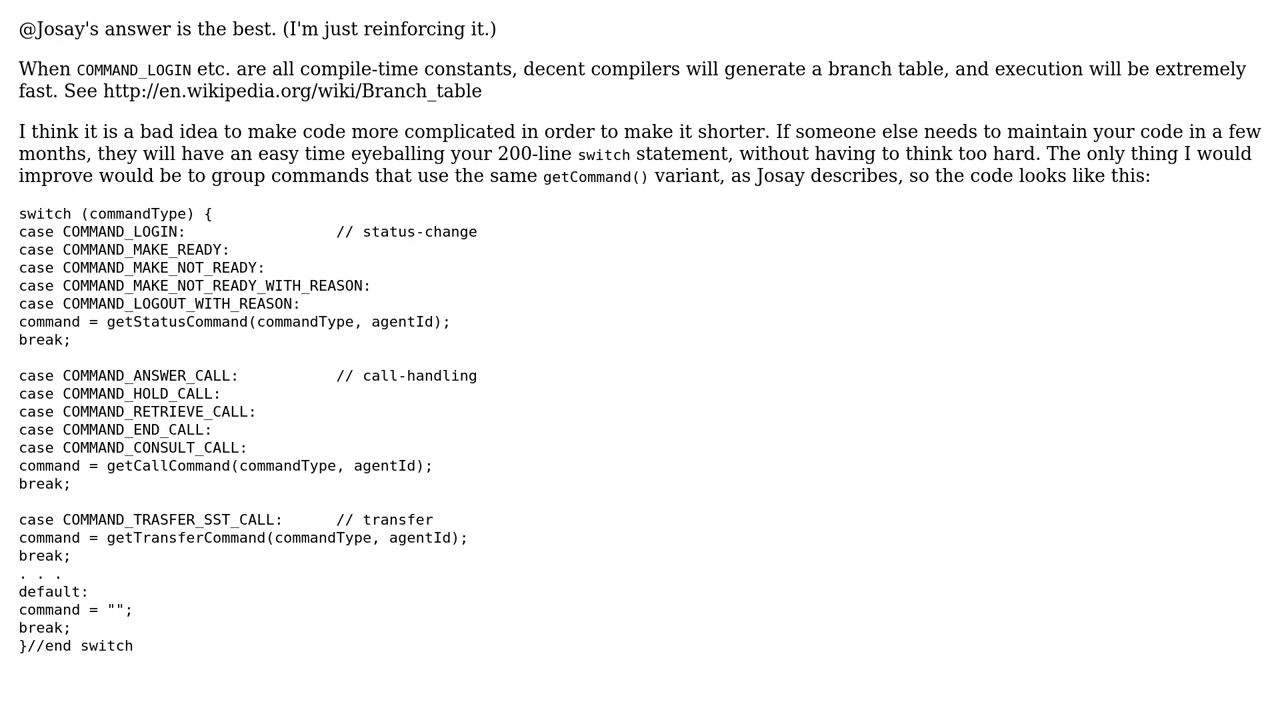 @Josay's answer is the best. (I'm just reinforcing it.)
When COMMAND_LOGIN etc. are all compile-time constants, decent compilers will generate a branch table, and execution will be extremely
fast. See http://en.wikipedia.org/wiki/Branch_table
I think it is a bad idea to make code more complicated in order to make it shorter. If someone else needs to maintain your code in a few
months, they will have an easy time eyeballing your 200-line switch statement, without having to think too hard. The only thing I would
improve would be to group commands that use the same getCommand() variant, as Josay describes, so the code looks like this:
switch (commandType) {
case COMMAND_LOGIN:                 // status-change
case COMMAND_MAKE_READY:
case COMMAND_MAKE_NOT_READY:
case COMMAND_MAKE_NOT_READY_WITH_REASON:
case COMMAND_LOGOUT_WITH_REASON:
command = getStatusCommand(commandType, agentId);
break;
case COMMAND_ANSWER_CALL:           // call-handling
case COMMAND_HOLD_CALL:
case COMMAND_RETRIEVE_CALL:
case COMMAND_END_CALL:
case COMMAND_CONSULT_CALL:
command = getCallCommand(commandType, agentId);
break;
case COMMAND_TRASFER_SST_CALL:      // transfer
command = getTransferCommand(commandType, agentId);
break;
. . .
default:
command = "";
break;
}//end switch